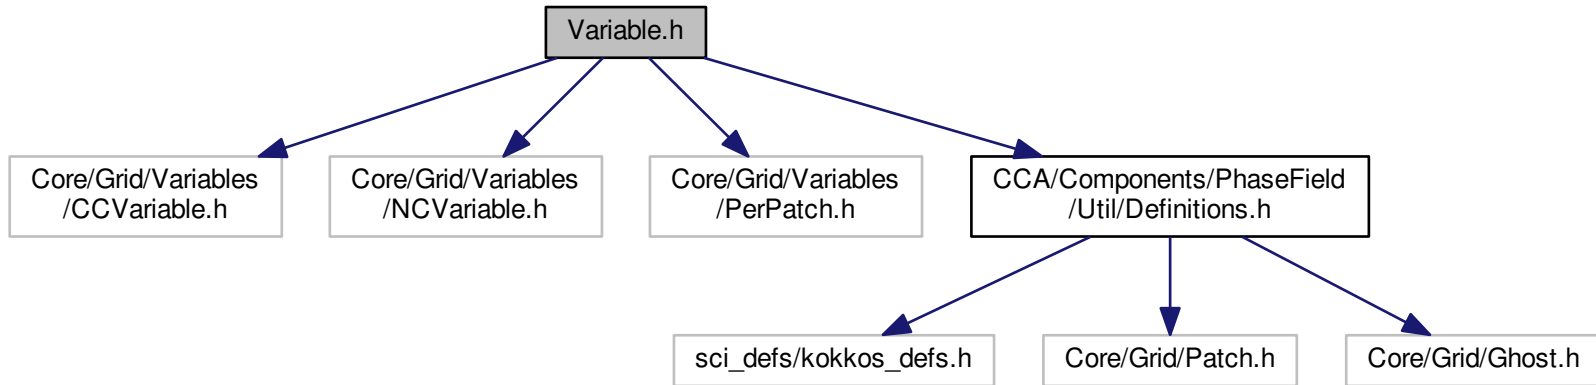 Variable.h
Core/Grid/Variables
/CCVariable.h
Core/Grid/Variables
/NCVariable.h
Core/Grid/Variables
/PerPatch.h
CCA/Components/PhaseField
/Util/Definitions.h
sci_defs/kokkos_defs.h
Core/Grid/Patch.h
Core/Grid/Ghost.h